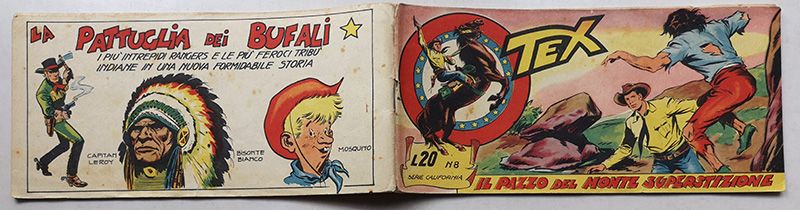 LA PATTUGLIA DEI BUFALI
I PIU' INTREPIDI RANGERS E LE PIÙ FEROCI TRIBÙ
INDIANE IN UNA NUOVA FORMIDABILE STORIA
CAPITAN
LEROY
BISONTE
BIANCO
MOSQUITO
TEX
L.20 N 8
SERIE CALIFORNIA
IL PAZZO DEL MONTE SUPERSTIZIONE